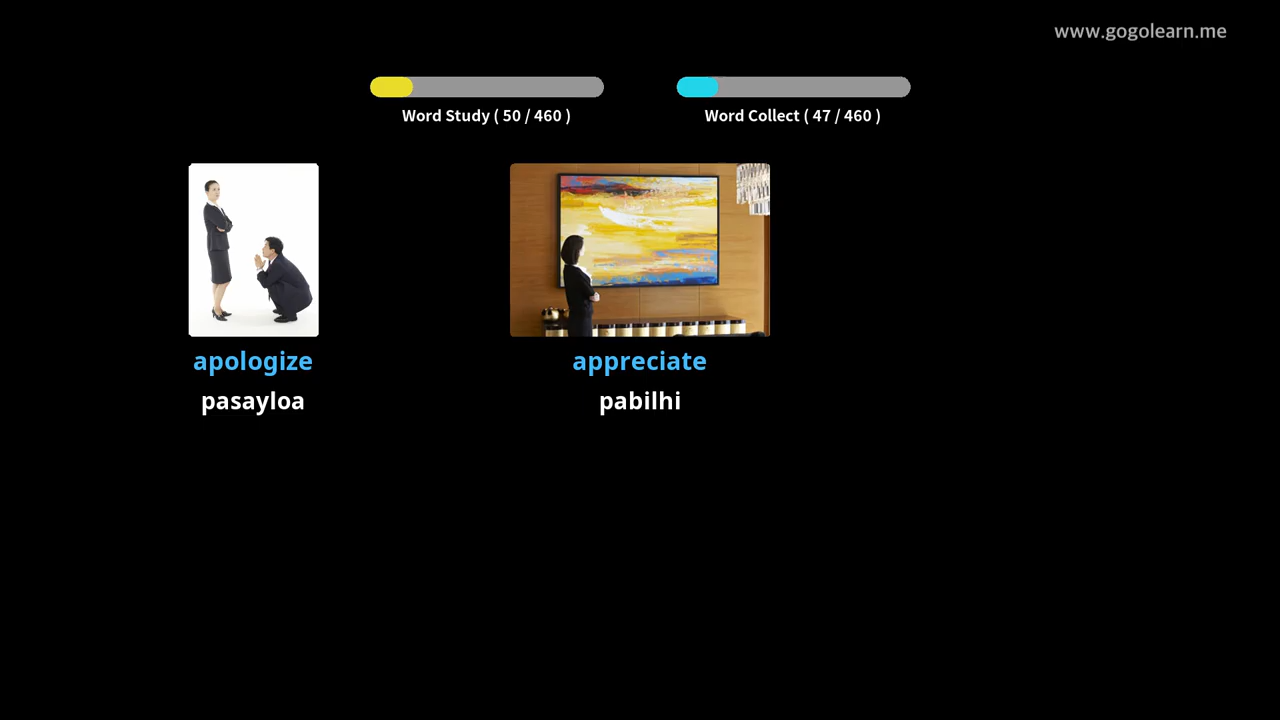 www.gogolearn.me
Word Study ( 50 / 460 )
Word Collect ( 47 / 460 )
apologize
pasayloa
appreciate
pabilhi